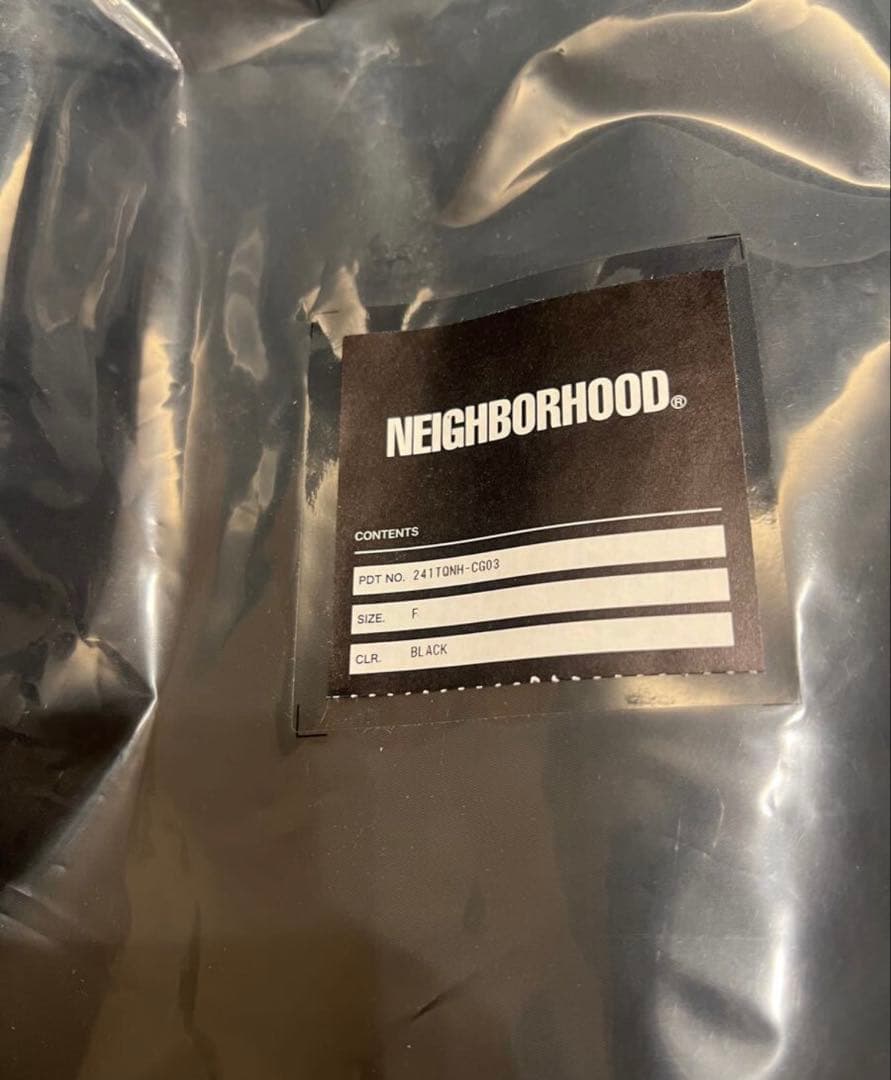 NEIGHBORHOOD®
CONTENTS
PDT NO. 241TQNH-CG03
SIZE. F
CLR. BLACK